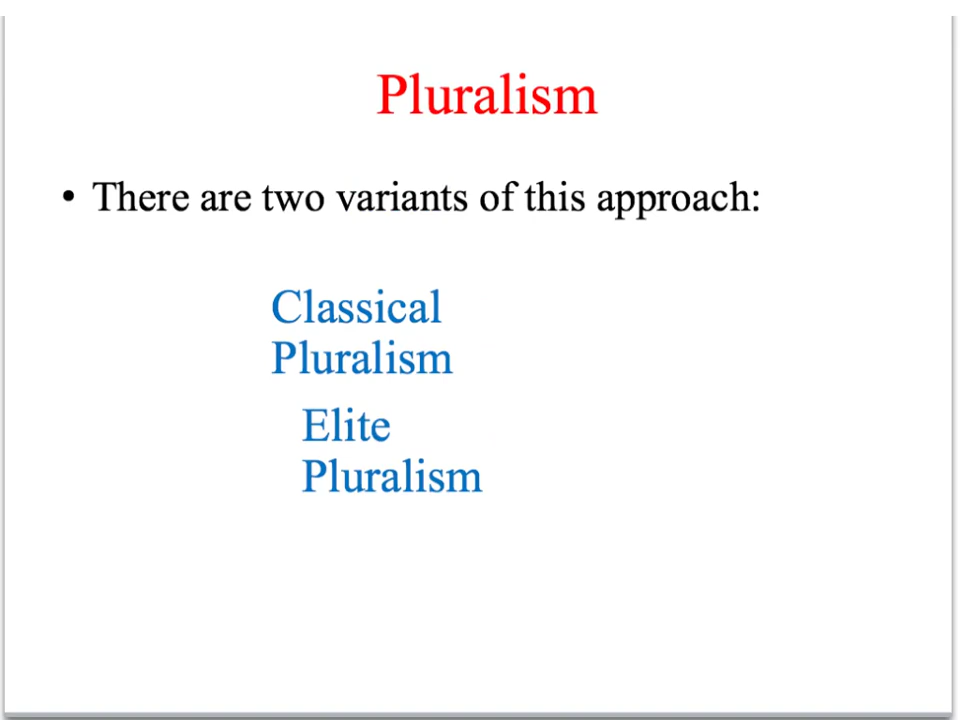 Pluralism
• There are two variants of this approach:
Classical
Pluralism
Elite
Pluralism